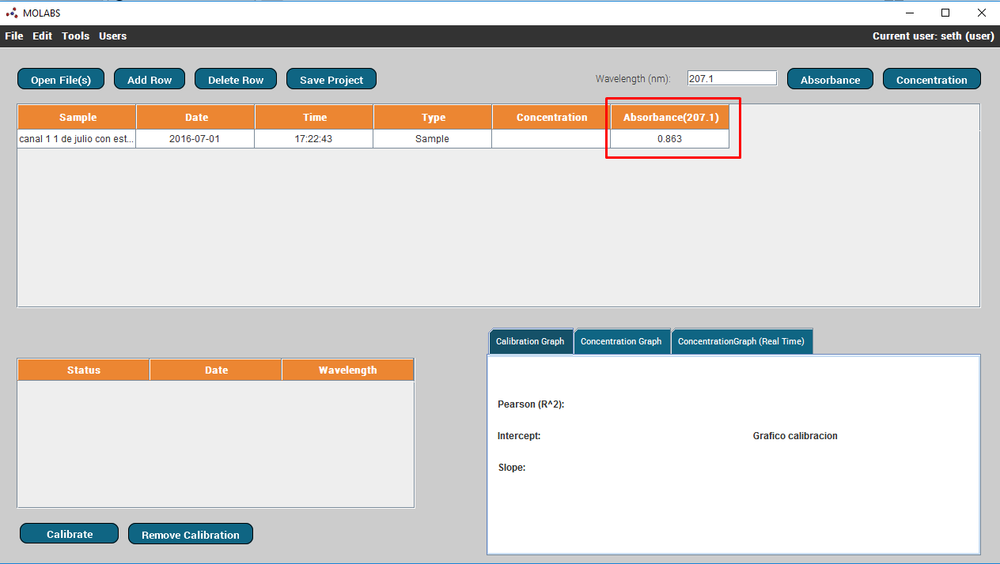 MOLABS
File Edit Tools Users Current user: seth (user)
Open File(s) Add Row Delete Row Save Project Wavelength (nm): 207.1 Absorbance Concentration
Sample Date Time Type Concentration Absorbance(207.1)
canal 1 1 de julio con est... 2016-07-01 17:22:43 Sample 0.863
Calibration Graph Concentration Graph ConcentrationGraph (Real Time)
Status Date Wavelength
Pearson (R^2):
Intercept: Grafico calibracion
Slope:
Calibrate Remove Calibration